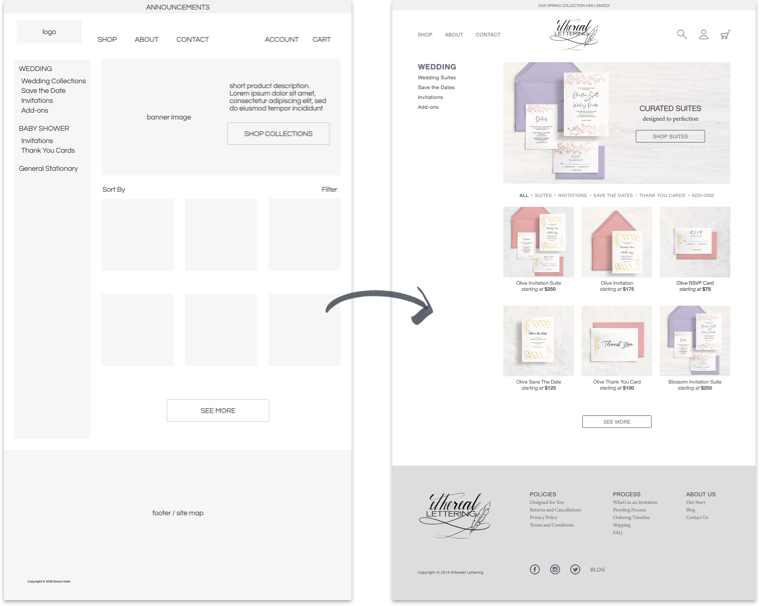 ANNOUNCEMENTS
logo
SHOP ABOUT CONTACT ACCOUNT CART
WEDDING
Wedding Collections
Save the Date
Invitations
Add-ons
BABY SHOWER
Invitations
Thank You Cards
General Stationary
banner image
short product description.
Lorem ipsum dolor sit amet,
consectetur adipiscing elit, sed
do eiusmod tempor incididunt
SHOP COLLECTIONS
Sort By Filter
SEE MORE
footer / site map
OUR SPRING COLLECTION HAS LANDED!
SHOP ABOUT CONTACT
Ethereal
LETTERING
WEDDING
Wedding Suites
Save the Dates
Invitations
Add-ons
CURATED SUITES
designed to perfection
SHOP SUITES
ALL • SUITES • INVITATIONS • SAVE THE DATES • THANK YOU CARDS • ADD-ONS
Olive Invitation Suite
starting at $250
Olive Invitation
starting at $175
Olive RSVP Card
starting at $75
Thank You
Olive Save The Date
starting at $125
Olive Thank You Card
starting at $100
Blossom Invitation Suite
starting at $250
SEE MORE
Ethereal
LETTERING
POLICIES
Designed for You
Returns and Cancellations
Privacy Policy
Terms and Conditions
PROCESS
What's in an Invitation
Proofing Process
Ordering Timeline
Shipping
FAQ
ABOUT US
Our Story
Blog
Contact Us
Copyright © 2019 Ethereal Lettering
BLOG